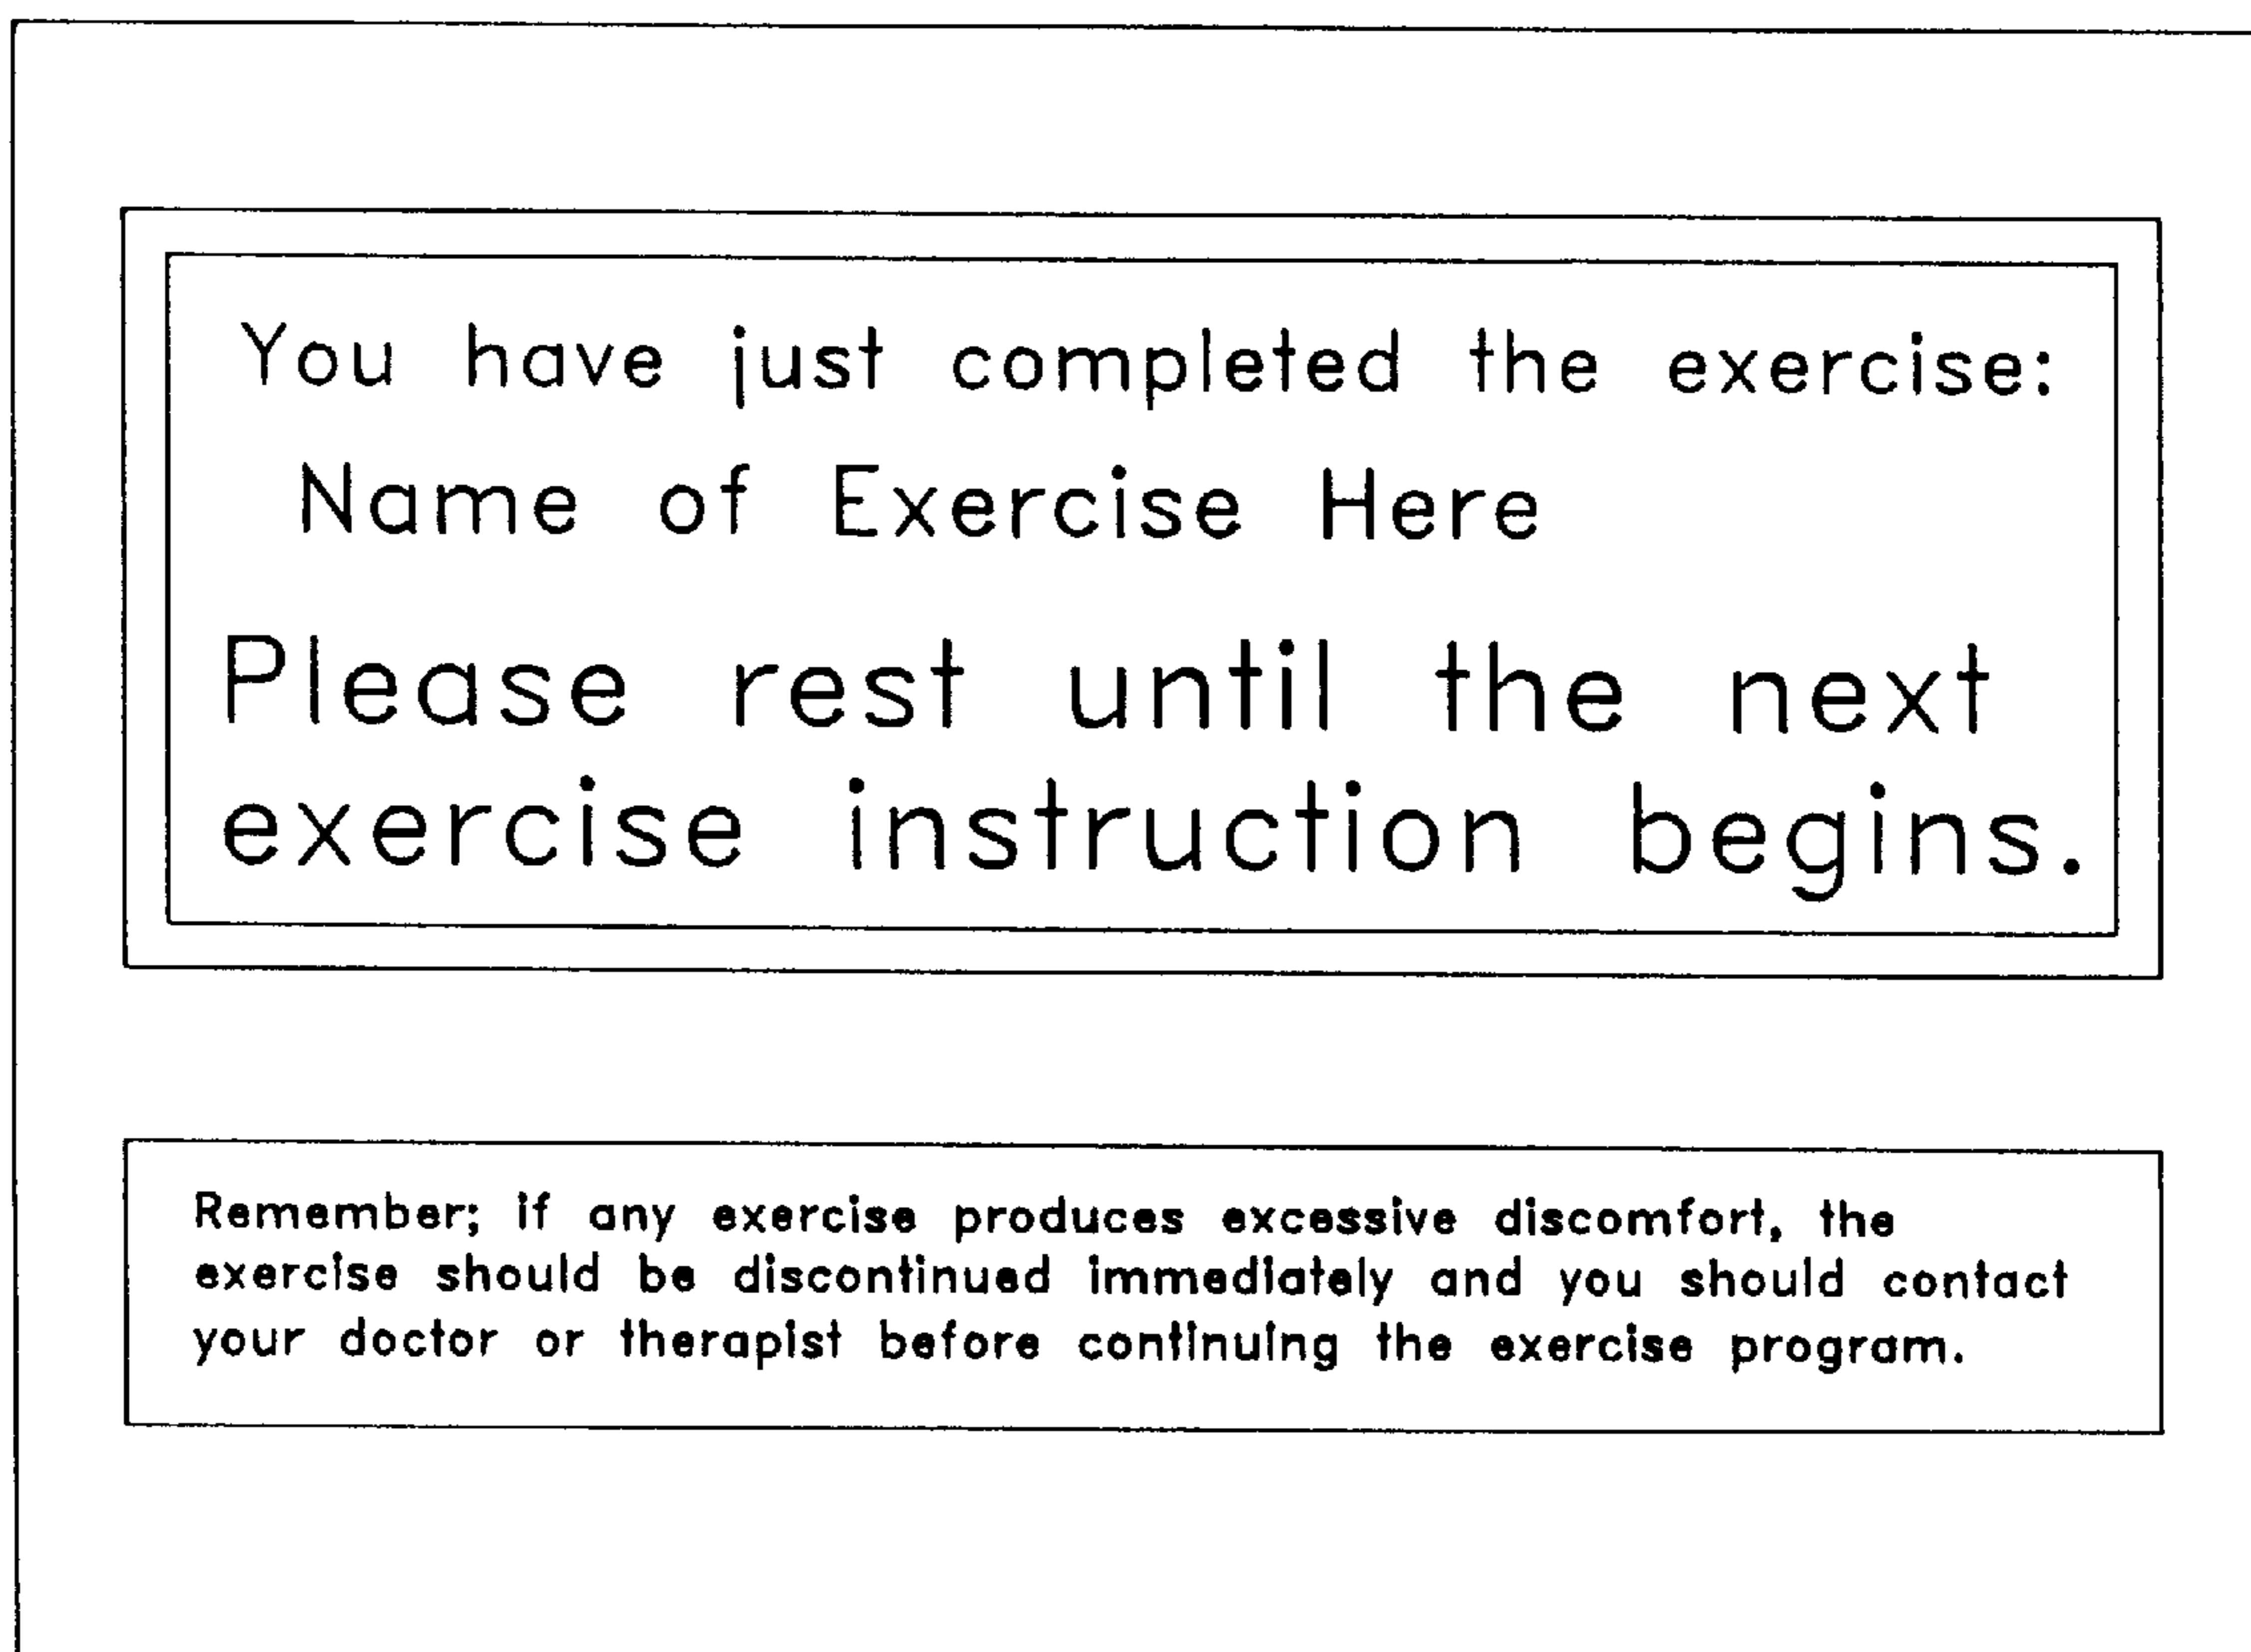 You have just completed the exercise:
Name of Exercise Here
Please rest until the next
exercise instruction begins.
Remember; if any exercise produces excessive discomfort, the
exercise should be discontinued immediately and you should contact
your doctor or therapist before continuing the exercise program.